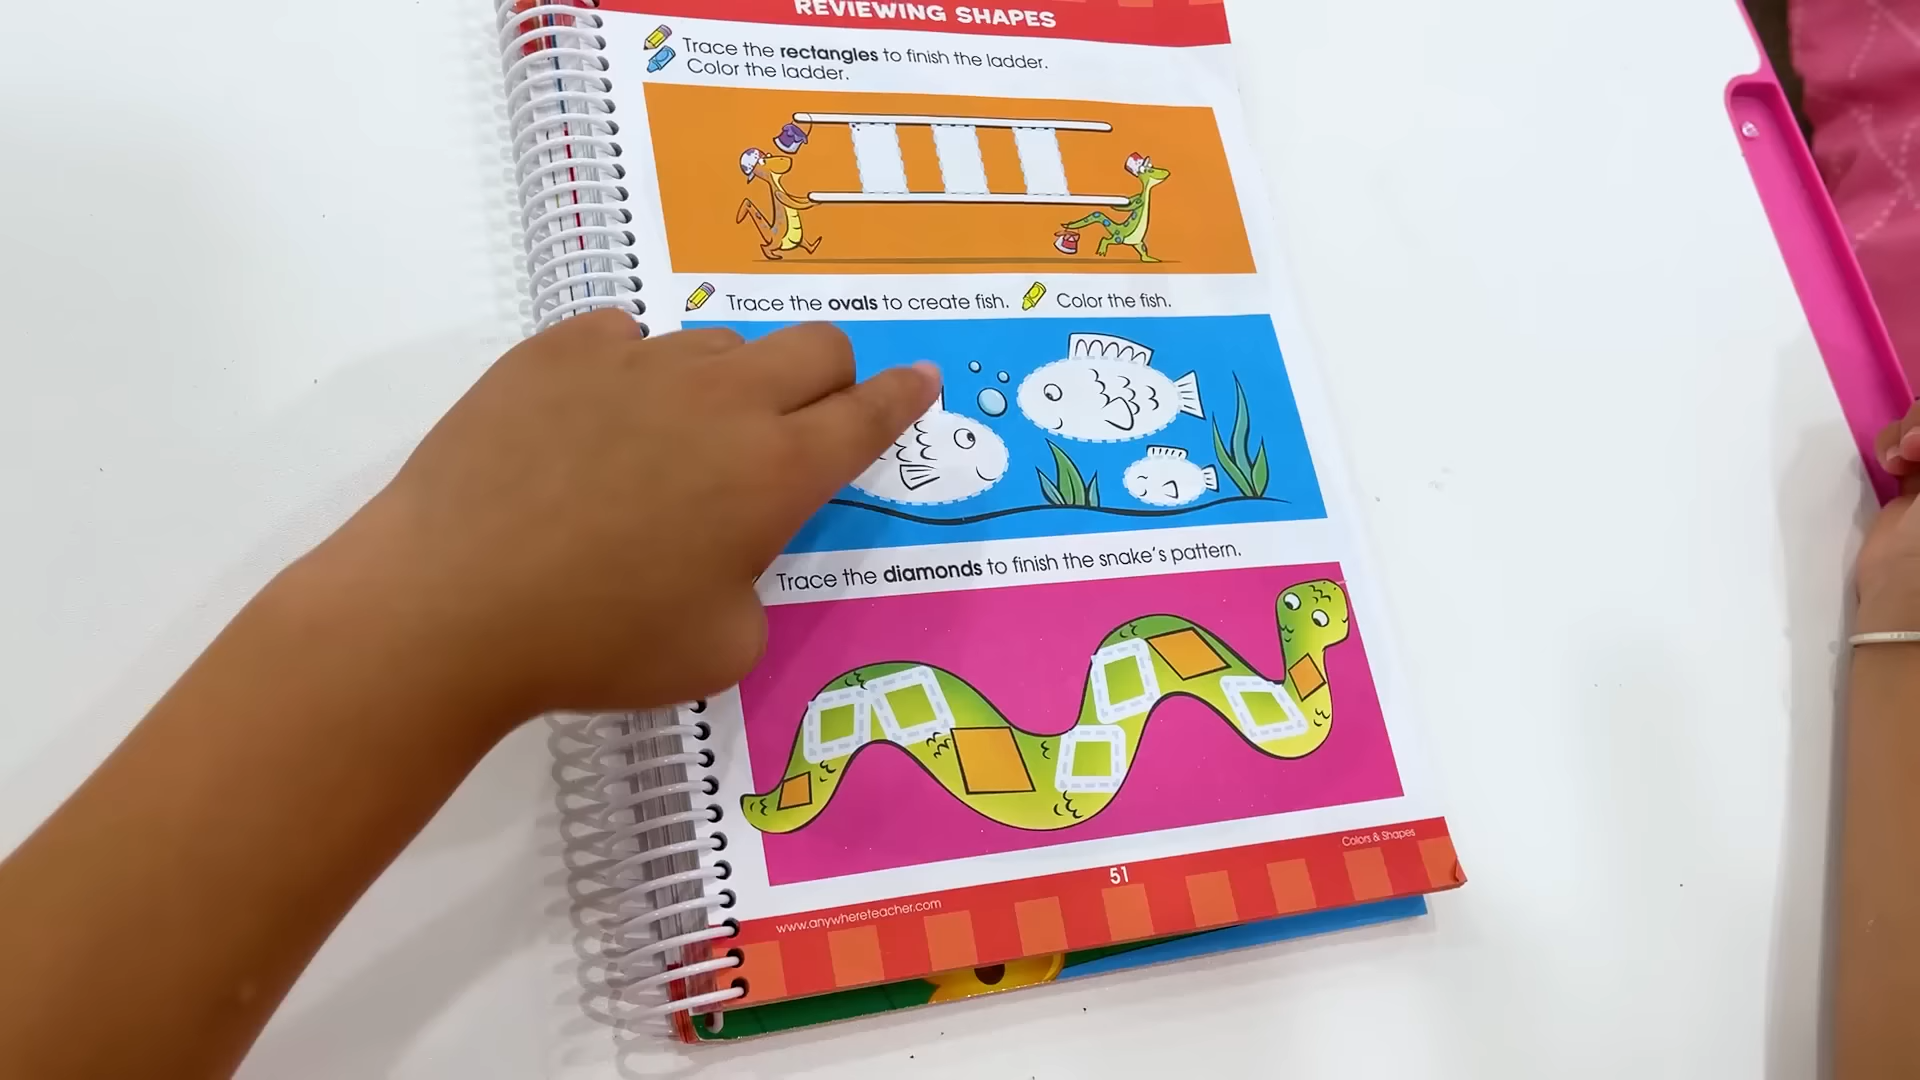 REVIEWING SHAPES
Trace the rectangles to finish the ladder.
Color the ladder.
Trace the ovals to create fish. Color the fish.
Trace the diamonds to finish the snake's pattern.
Colors & Shapes
51
www.anywhereteacher.com